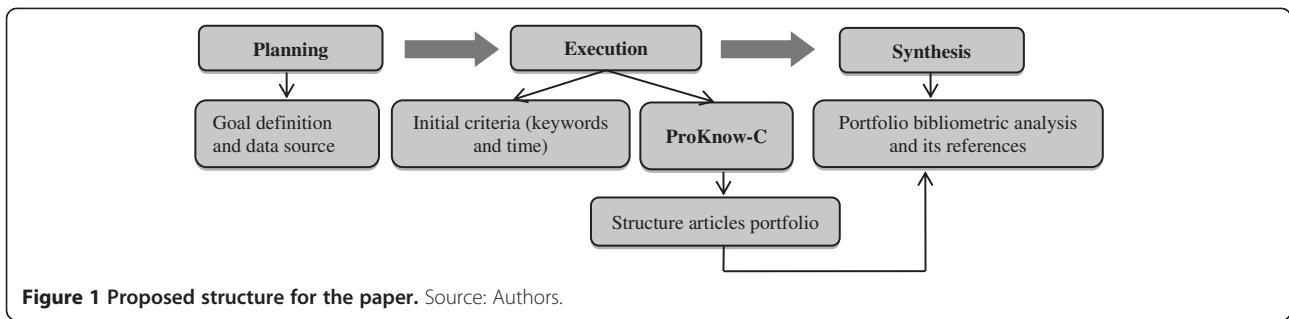 Planning
Execution
Synthesis
Goal definition
and data source
Initial criteria (keywords
and time)
ProKnow-C
Portfolio bibliometric analysis
and its references
Structure articles portfolio
Figure 1 Proposed structure for the paper. Source: Authors.